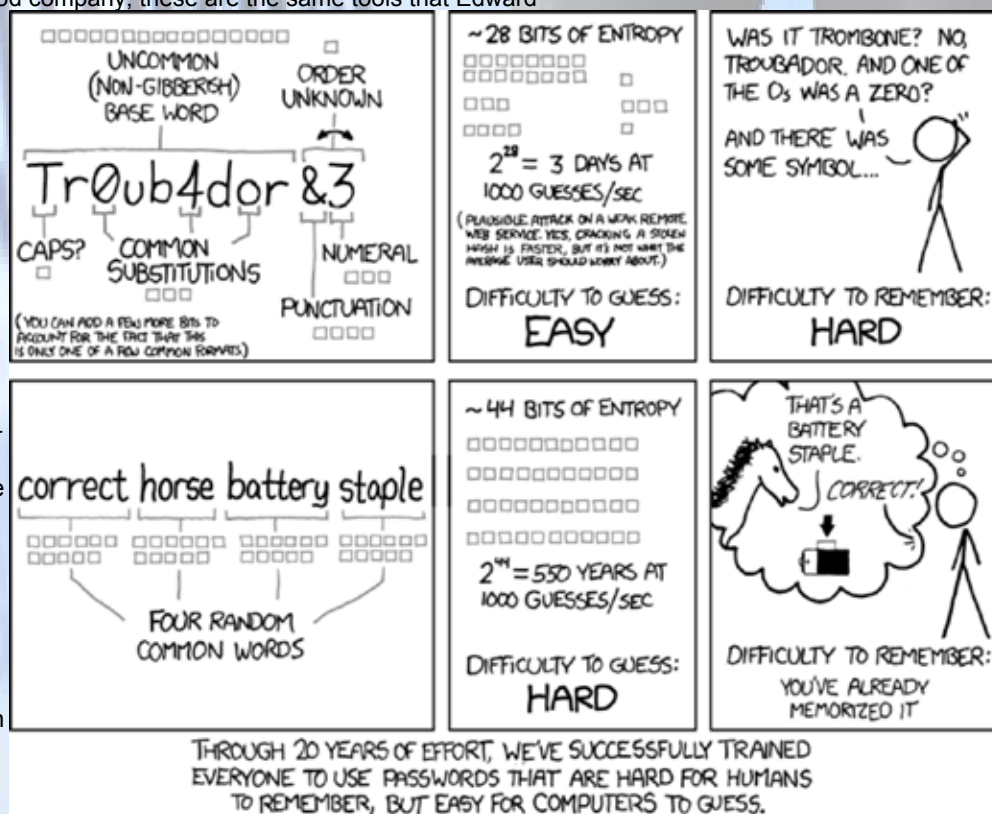 od company, these are the same tools that Edward
UNCOMMON
(NON-GIBBERISH)
BASE WORD
ORDER
UNKNOWN
Tr0ub4dor &3
CAPS?
COMMON
SUBSTITUTIONS
NUMERAL
PUNCTUATION
(YOU CAN ADD A FEW MORE BITS TO
ACCOUNT FOR THE FACT THAT THIS
IS ONLY ONE OF A FEW COMMON FORMATS.)
~28 BITS OF ENTROPY
2^28 = 3 DAYS AT
1000 GUESSES/SEC
(PLAUSIBLE ATTACK ON A WEAK REMOTE
WEB SERVICE. YES, CRACKING A STOLEN
HASH IS FASTER, BUT IT'S NOT WHAT THE
AVERAGE USER SHOULD WORRY ABOUT.)
DIFFICULTY TO GUESS:
EASY
WAS IT TROMBONE? NO,
TROUBADOR. AND ONE OF
THE Os WAS A ZERO?
AND THERE WAS
SOME SYMBOL...
DIFFICULTY TO REMEMBER:
HARD
correct horse battery staple
FOUR RANDOM
COMMON WORDS
~44 BITS OF ENTROPY
2^44 = 550 YEARS AT
1000 GUESSES/SEC
DIFFICULTY TO GUESS:
HARD
THAT'S A
BATTERY
STAPLE.
CORRECT!
DIFFICULTY TO REMEMBER:
YOU'VE ALREADY
MEMORIZED IT
THROUGH 20 YEARS OF EFFORT, WE'VE SUCCESSFULLY TRAINED
EVERYONE TO USE PASSWORDS THAT ARE HARD FOR HUMANS
TO REMEMBER, BUT EASY FOR COMPUTERS TO GUESS.